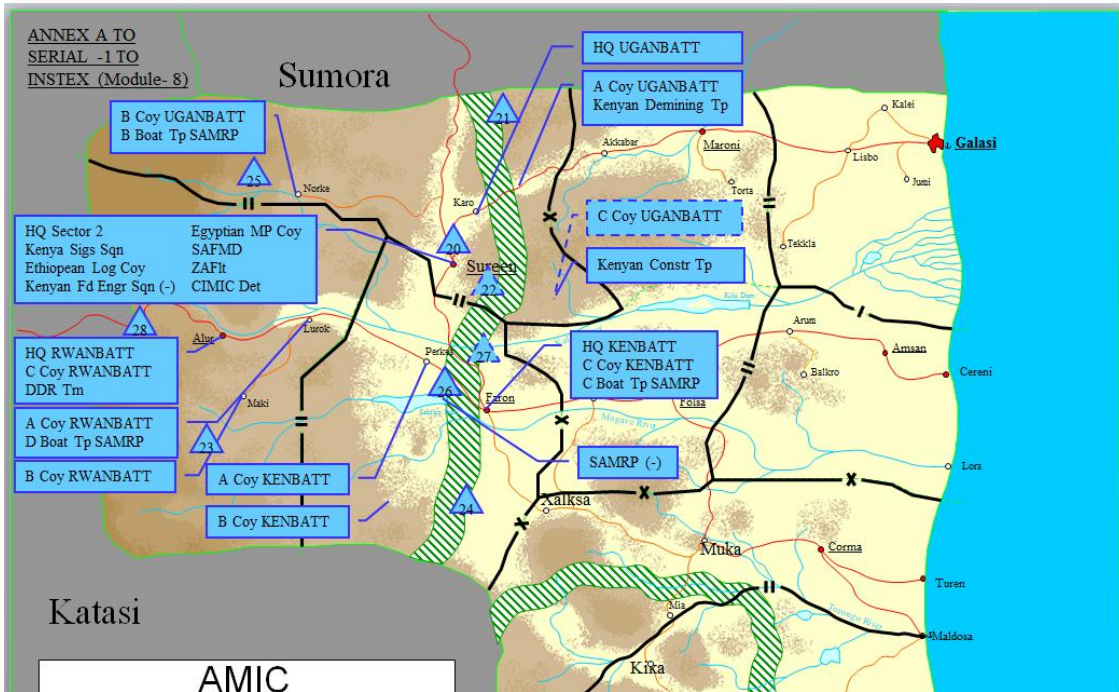 ANNEX A TO
SERIAL -1 TO
INSTEX (Module- 8)
Sumora
HQ UGANBATT
A Coy UGANBATT
Kenyan Demining Tp
B Coy UGANBATT
B Boat Tp SAMRP
21
Kalei
Akkabar
Maroni
Lisbo
Galasi
Juni
25
Norke
Torta
Karo
C Coy UGANBATT
HQ Sector 2
Kenya Sigs Sqn
Ethiopean Log Coy
Kenyan Fd Engr Sqn (-)
Egyptian MP Coy
SAFMD
ZAFlt
CIMIC Det
20
Sureen
Tekkla
Kenyan Constr Tp
22
28
Alur
Lurok
Perkes
27
Arum
Amsan
Balkro
Cereni
HQ RWANBATT
C Coy RWANBATT
DDR Tm
HQ KENBATT
C Coy KENBATT
C Boat Tp SAMRP
26
Maki
Faron
Folsa
A Coy RWANBATT
D Boat Tp SAMRP
23
SAMRP (-)
B Coy RWANBATT
A Coy KENBATT
Lora
B Coy KENBATT
24
Xalksa
Muka
Corma
Turen
Katasi
Mia
Torongo River
Maldosa
Kika
AMIC